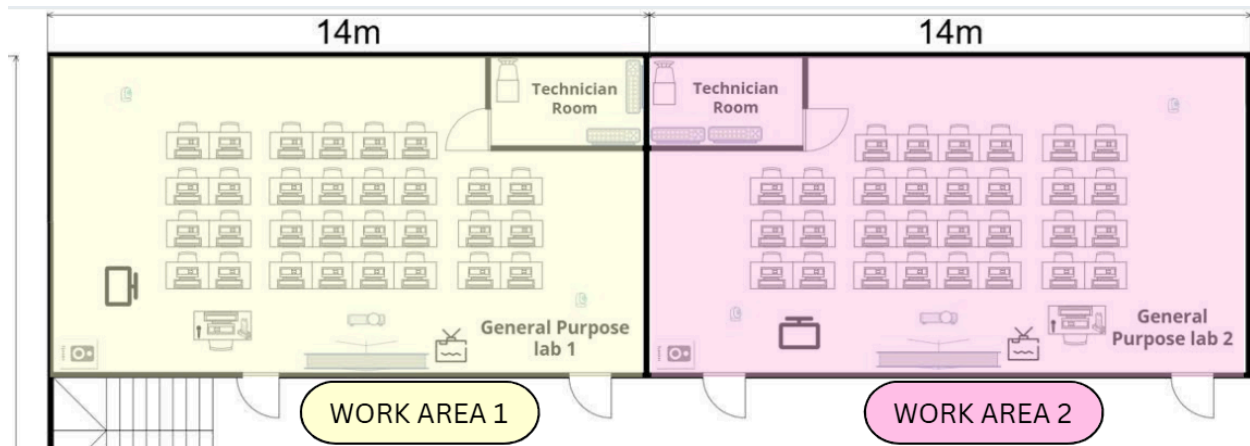 14m
14m
Technician
Room
Technician
Room
General Purpose
lab 1
General
Purpose lab 2
WORK AREA 1
WORK AREA 2